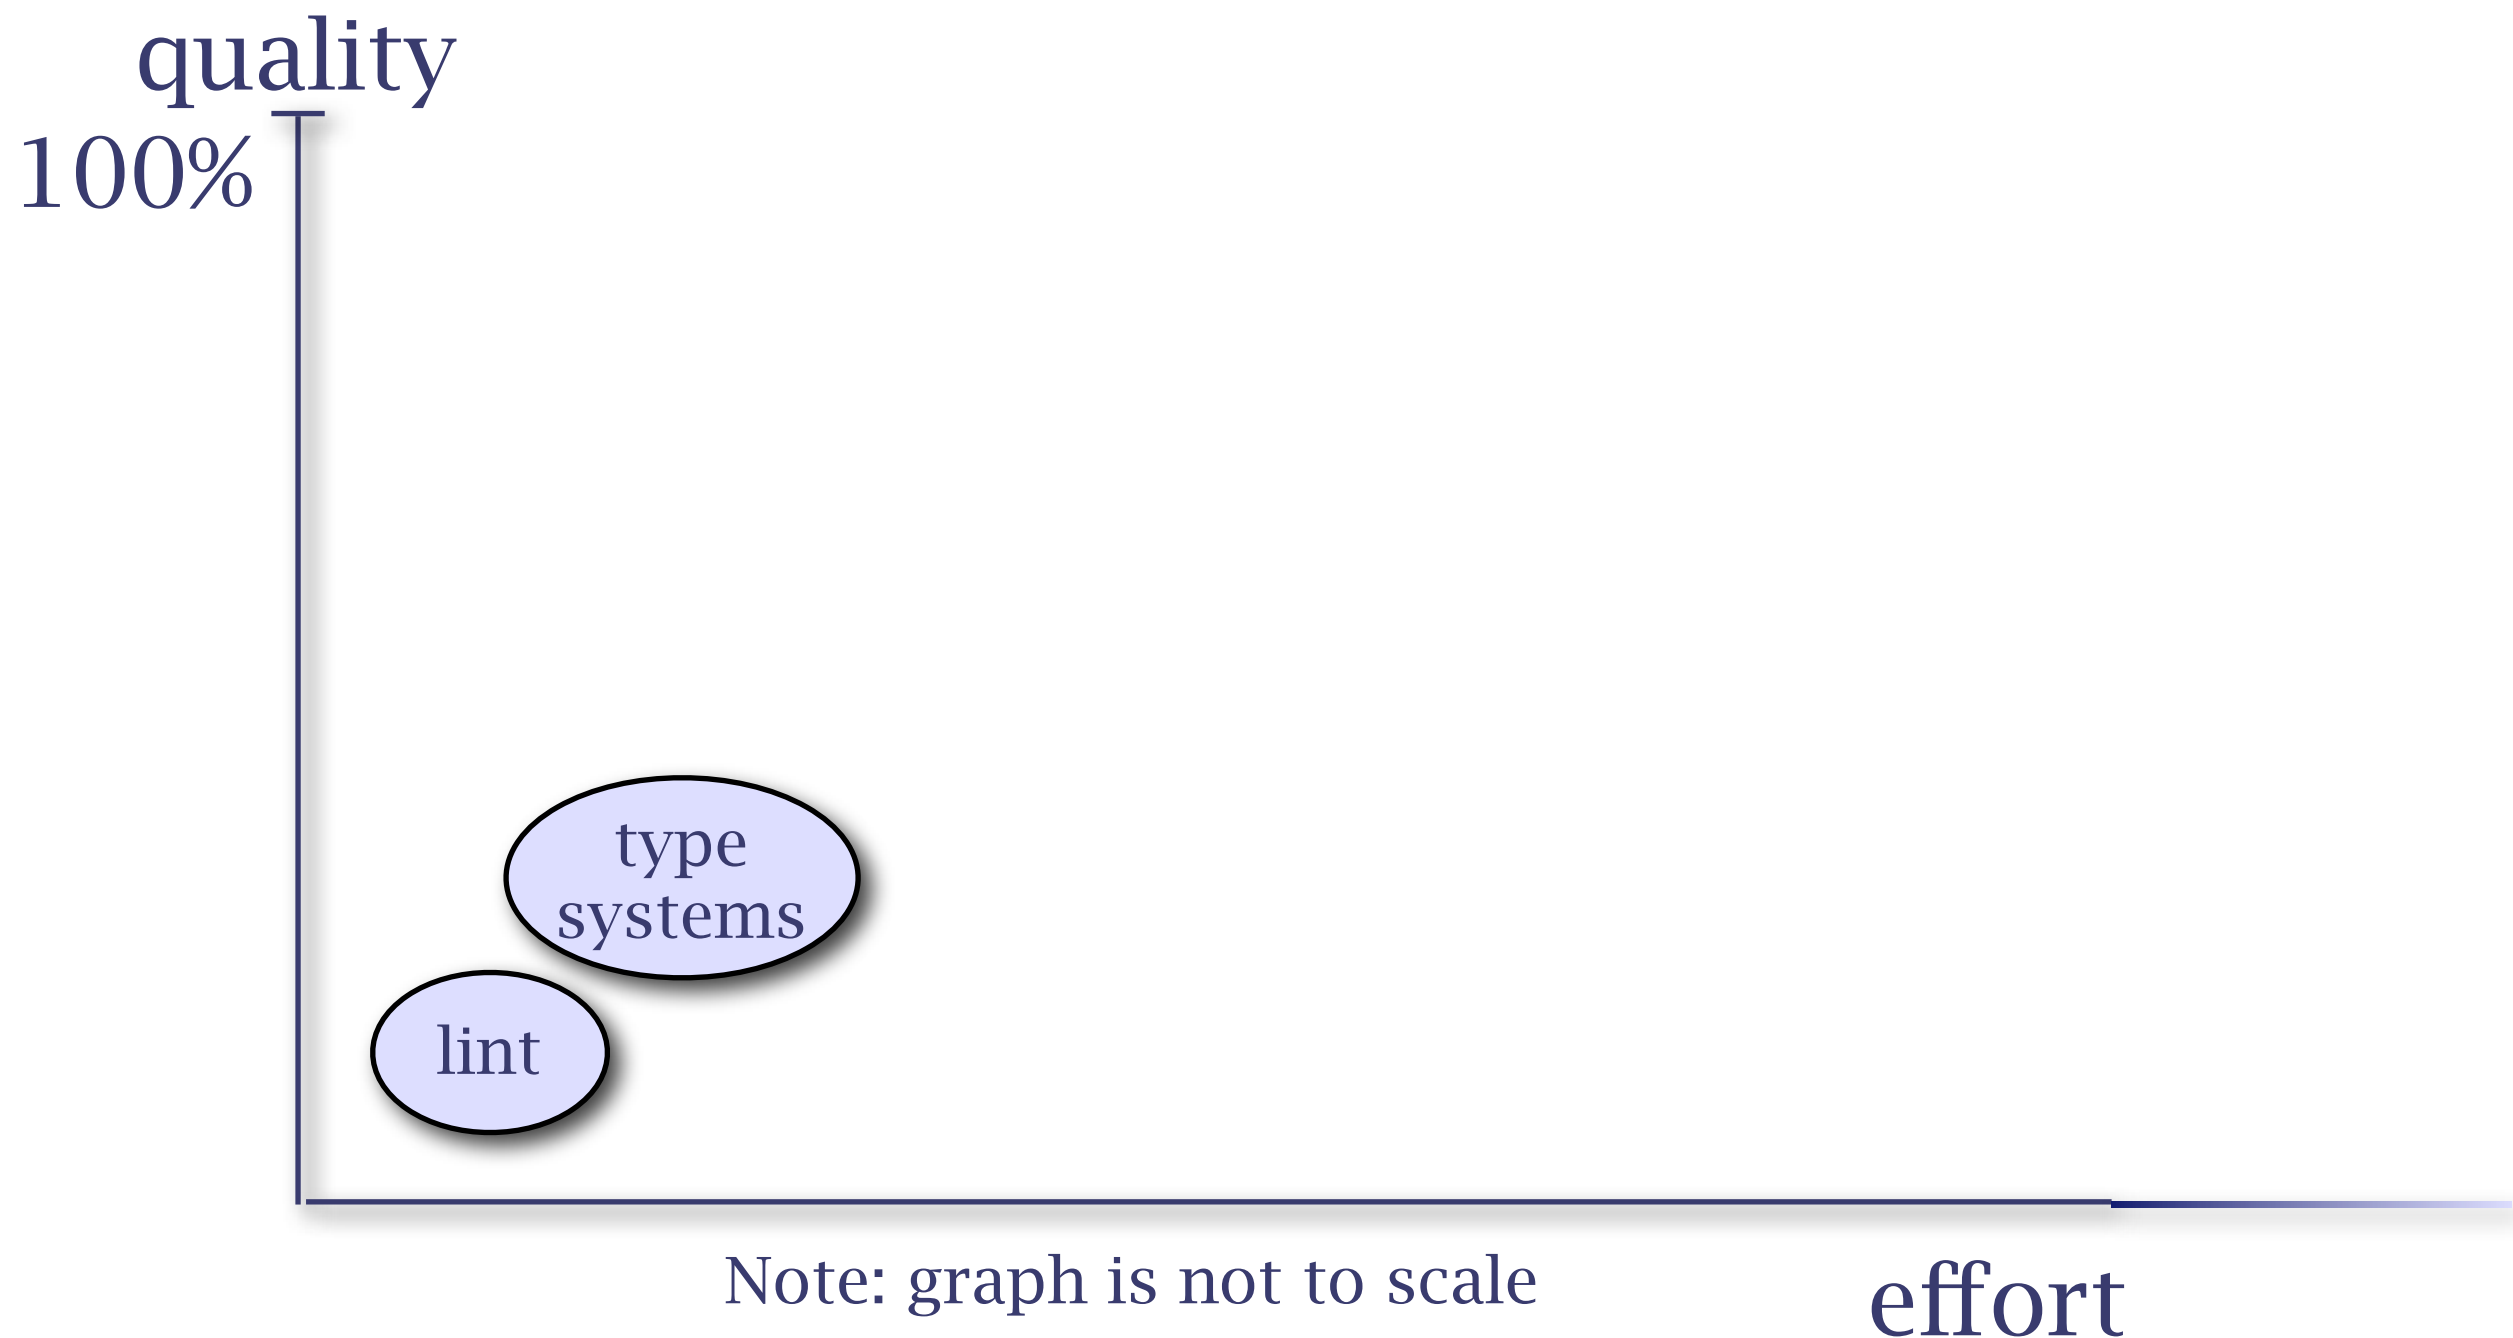 quality
100%
type
systems
lint
Note: graph is not to scale
effort